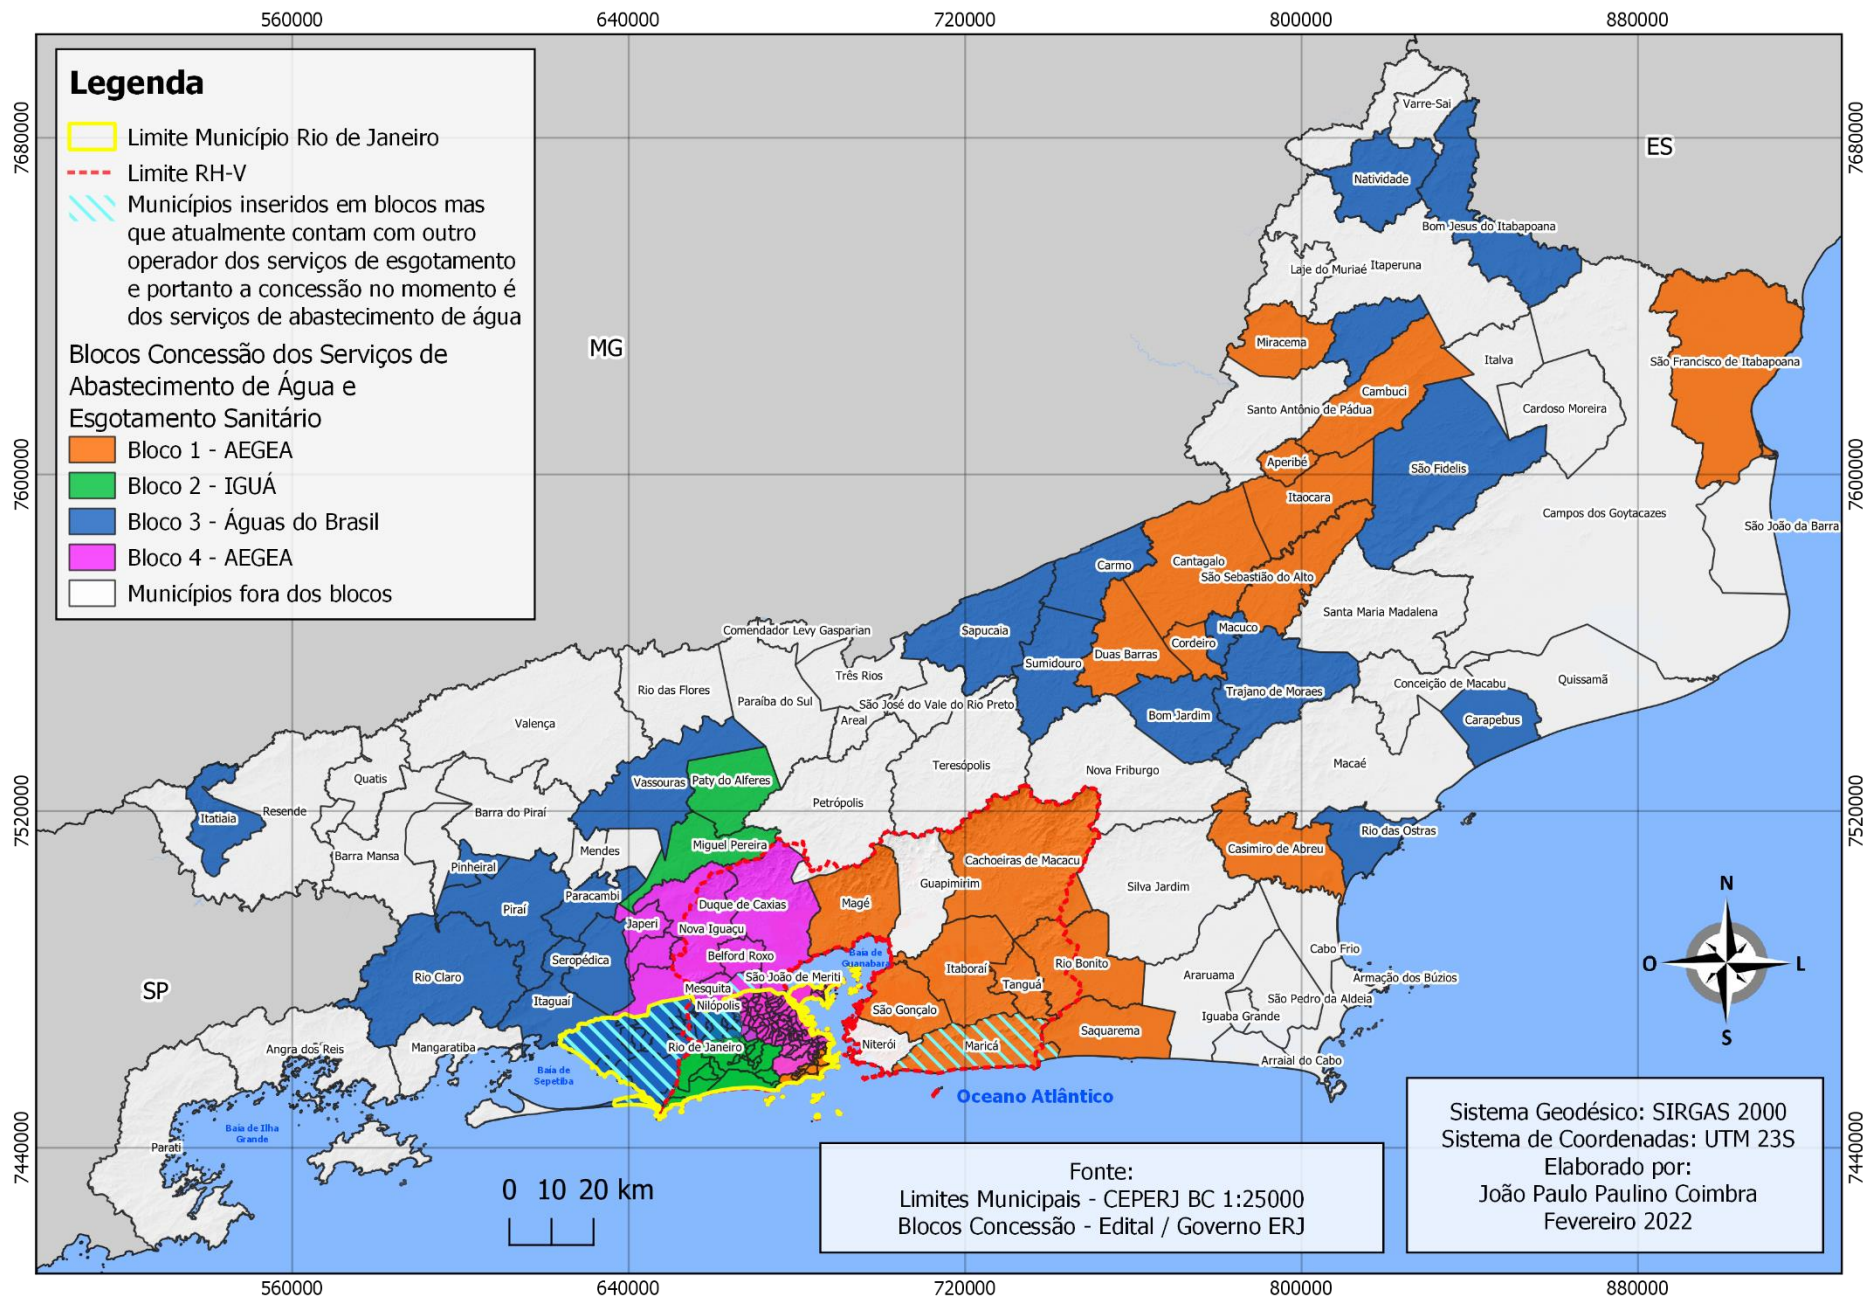 560000
640000
720000
800000
880000
7680000
7600000
7520000
7440000
7680000
7600000
7520000
7440000
Legenda
Limite Município Rio de Janeiro
Limite RH-V
Municípios inseridos em blocos mas
que atualmente contam com outro
operador dos serviços de esgotamento
e portanto a concessão no momento é
dos serviços de abastecimento de água
Blocos Concessão dos Serviços de
Abastecimento de Água e
Esgotamento Sanitário
Bloco 1 - AEGEA
Bloco 2 - IGUÁ
Bloco 3 - Águas do Brasil
Bloco 4 - AEGEA
Municípios fora dos blocos
MG
ES
SP
Varre-Sai
Natividade
Bom Jesus do Itabapoana
Laje do Muriaé
Itaperuna
Miracema
Italva
São Francisco de Itabapoana
Cambuci
Santo Antônio de Pádua
Cardoso Moreira
Aperibé
São Fidelis
Itaocara
Campos dos Goytacazes
São João da Barra
Carmo
Cantagalo
São Sebastião do Alto
Santa Maria Madalena
Comendador Levy Gasparian
Sapucaia
Macuco
Cordeiro
Duas Barras
Sumidouro
Três Rios
Rio das Flores
Paraíba do Sul
São José do Vale do Rio Preto
Areal
Trajano de Moraes
Conceição de Macabu
Quissamã
Bom Jardim
Carapebus
Valença
Quatis
Vassouras
Paty do Alferes
Teresópolis
Nova Friburgo
Macaé
Petrópolis
Resende
Itatiaia
Barra do Piraí
Rio das Ostras
Barra Mansa
Mendes
Miguel Pereira
Cachoeiras de Macacu
Casimiro de Abreu
Pinheiral
Guapimirim
Silva Jardim
Paracambi
Piraí
Duque de Caxias
Magé
Japeri
Nova Iguaçu
Belford Roxo
Baía de
Guanabara
Cabo Frio
Seropédica
Itaboraí
Rio Bonito
Rio Claro
São João de Meriti
Araruama
Armação dos Búzios
Tanguá
Mesquita
Itaguaí
São Pedro da Aldeia
Nilópolis
São Gonçalo
Iguaba Grande
Saquarema
Angra dos Reis
Mangaratiba
Rio de Janeiro
Niterói
Maricá
Arraial do Cabo
Baía de
Sepetiba
Oceano Atlântico
Baia de Ilha
Grande
Parati
N
O
L
S
0 10 20 km
Fonte:
Limites Municipais - CEPERJ BC 1:25000
Blocos Concessão - Edital / Governo ERJ
Sistema Geodésico: SIRGAS 2000
Sistema de Coordenadas: UTM 23S
Elaborado por:
João Paulo Paulino Coimbra
Fevereiro 2022
560000
640000
720000
800000
880000